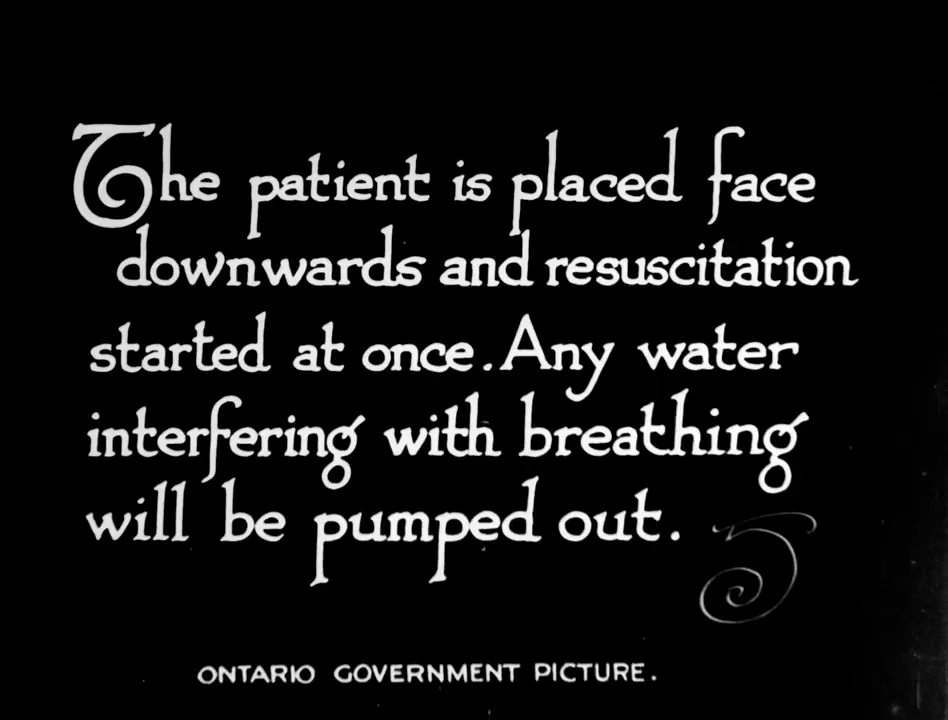 The patient is placed face
downwards and resuscitation
started at once. Any water
interfering with breathing
will be pumped out.
ONTARIO GOVERNMENT PICTURE.